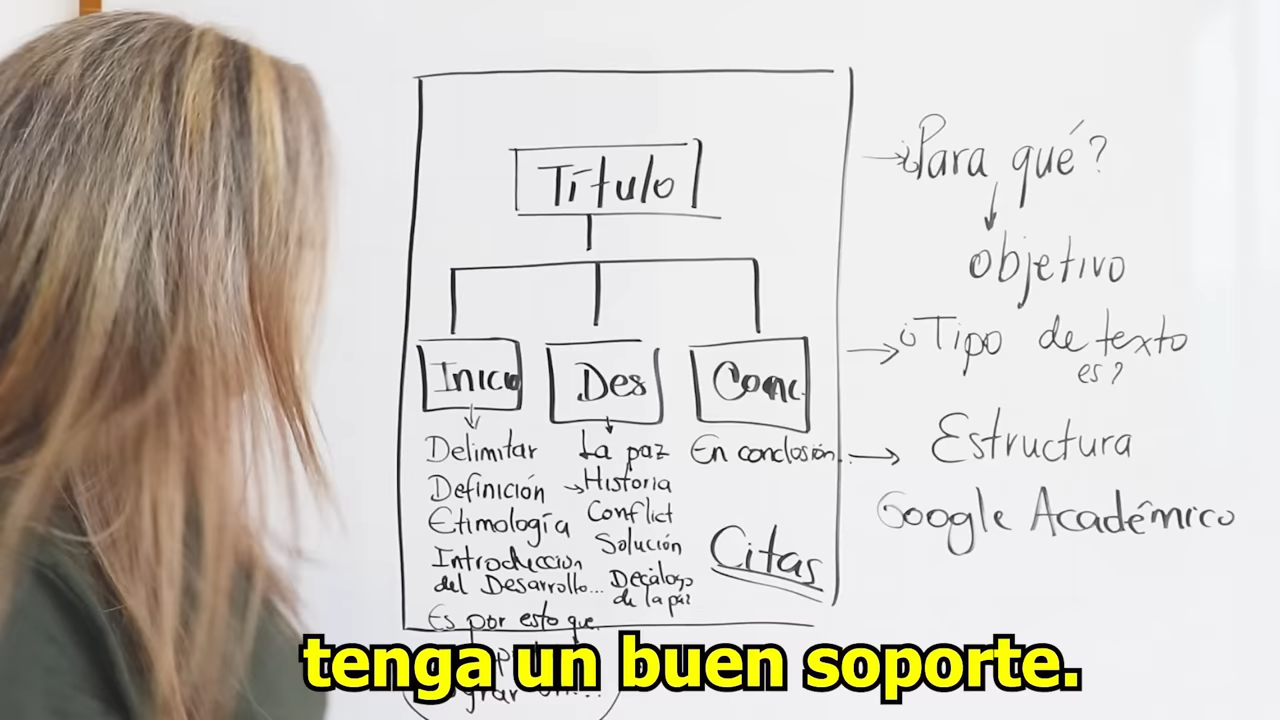 Título
Inicio
Delimitar
Definición
Etimología
Introducción
del Desarrollo...
Es por esto que
Des
La paz
Historia
Conflict
Solución
Decálogo
de la paz
Conc.
En conclusión...
Citas
¿Para qué?
objetivo
¿Tipo de texto
es?
Estructura
Google Académico
tenga un buen soporte.